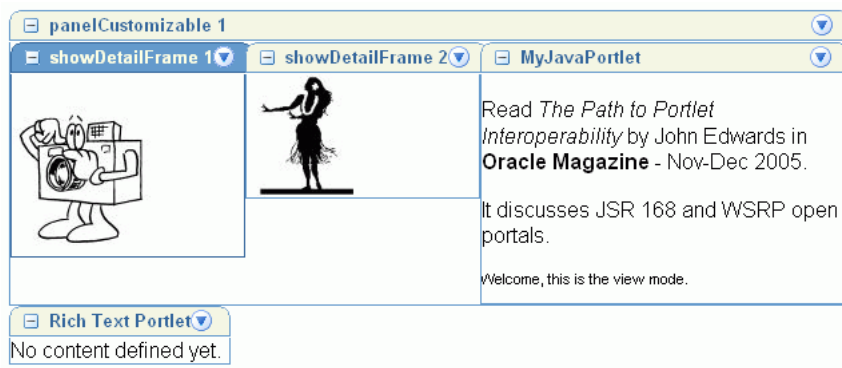 panelCustomizable 1
showDetailFrame 1
showDetailFrame 2
MyJavaPortlet
Read The Path to Portlet
Interoperability by John Edwards in
Oracle Magazine - Nov-Dec 2005.
It discusses JSR 168 and WSRP open
portals.
Welcome, this is the view mode.
Rich Text Portlet
No content defined yet.